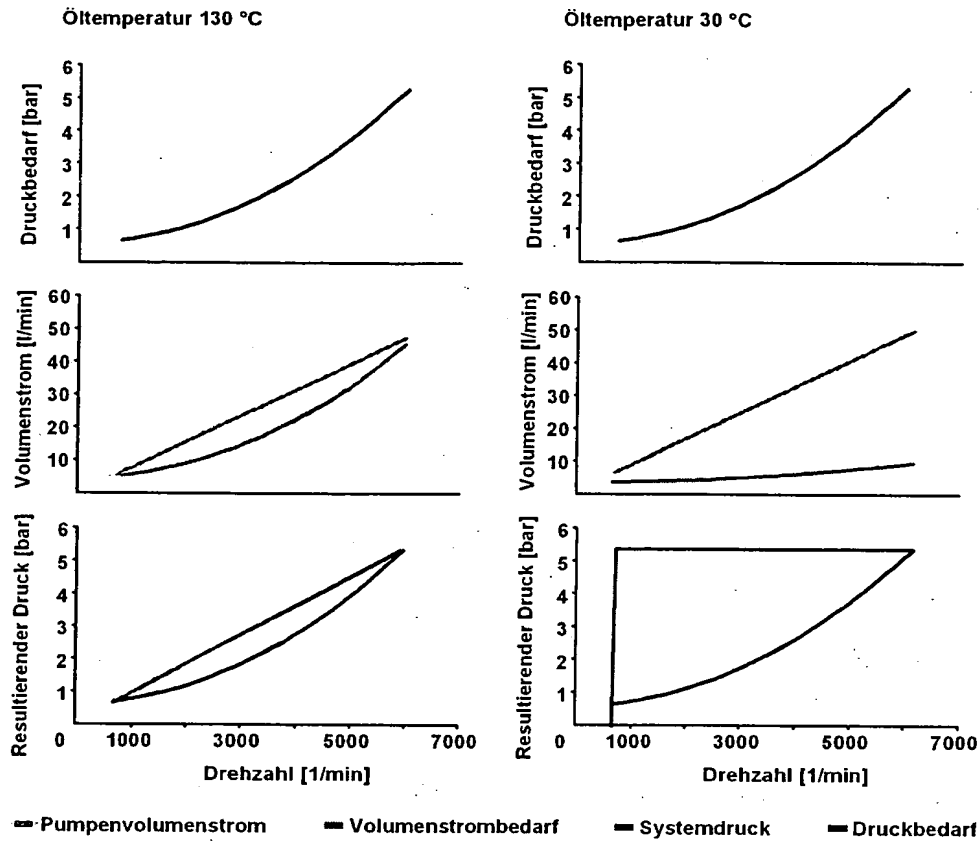 Öltemperatur 130 °C
Öltemperatur 30 °C
Druckbedarf [bar]
6
5
4
3
2
1
Druckbedarf [bar]
6
5
4
3
2
1
Volumenstrom [l/min]
60
50
40
30
20
10
Volumenstrom [l/min]
60
50
40
30
20
10
Resultierender Druck [bar]
6
5
4
3
2
1
0 1000 3000 5000 7000
Drehzahl [1/min]
Resultierender Druck [bar]
6
5
4
3
2
1
0 1000 3000 5000 7000
Drehzahl [1/min]
Pumpenvolumenstrom
Volumenstrombedarf
Systemdruck
Druckbedarf